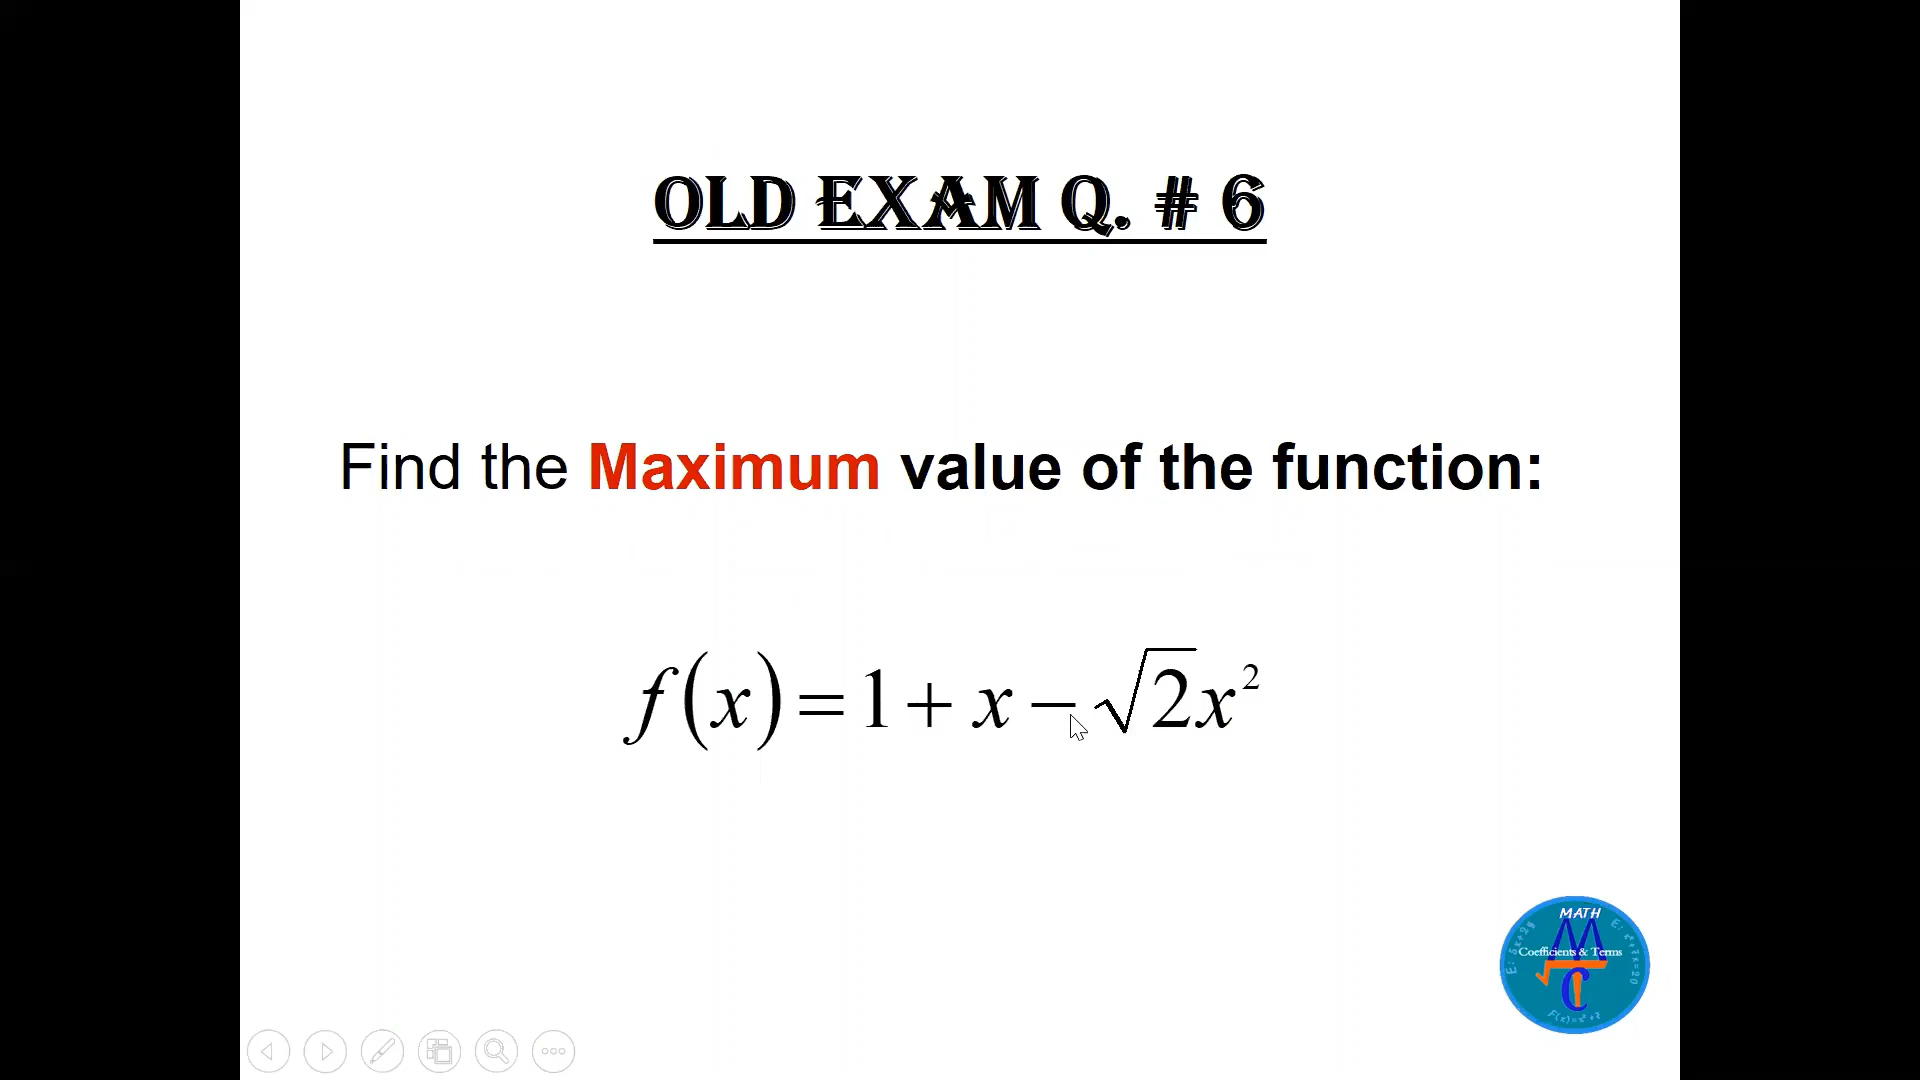 OLD EXAM Q. # 6
Find the Maximum value of the function:
f(x)=1+x−√2x²
MATH
Coefficients & Terms